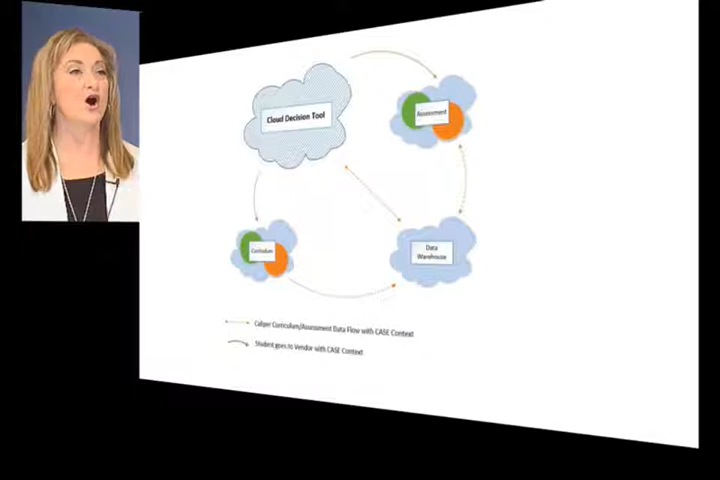 Cloud Decision Tool
Assessment
Curriculum
Data
Warehouse
Caliper Curriculum/Assessment Data Flow with CASE Context
Student goes to Vendor with CASE Context